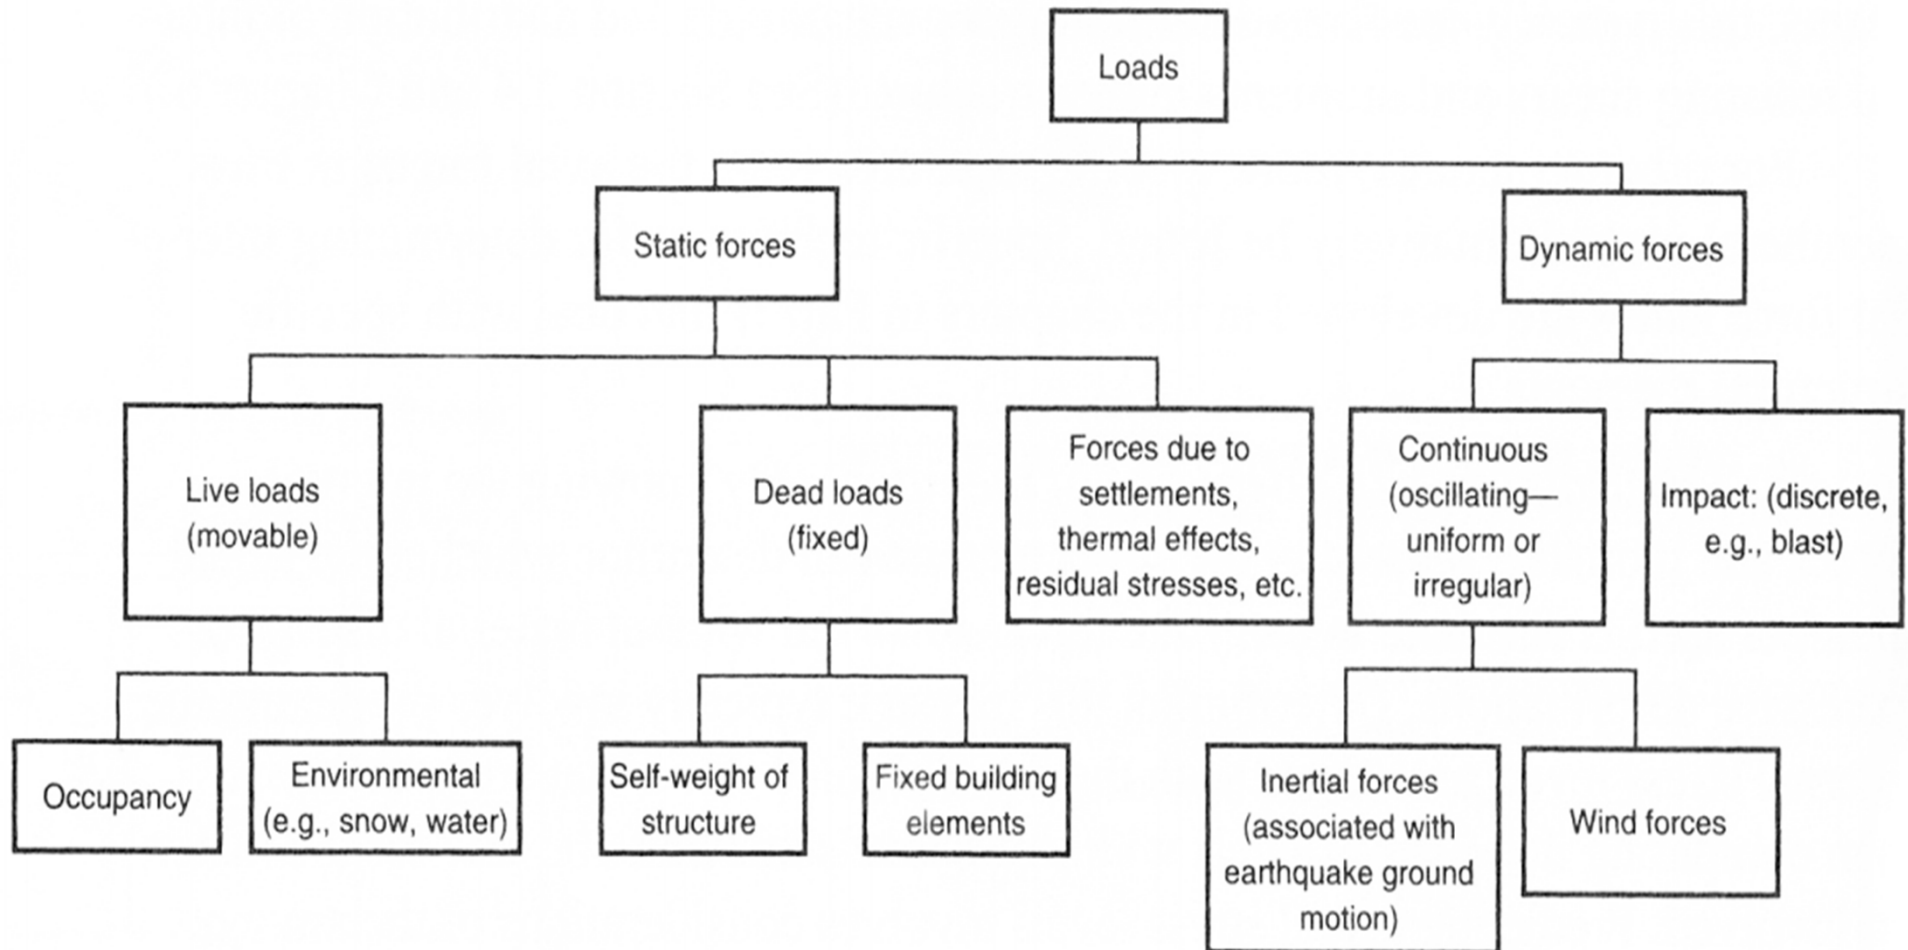 Loads
Static forces
Dynamic forces
Live loads
(movable)
Dead loads
(fixed)
Forces due to
settlements,
thermal effects,
residual stresses, etc.
Continuous
(oscillating—
uniform or
irregular)
Impact: (discrete,
e.g., blast)
Occupancy
Environmental
(e.g., snow, water)
Self-weight of
structure
Fixed building
elements
Inertial forces
(associated with
earthquake ground
motion)
Wind forces